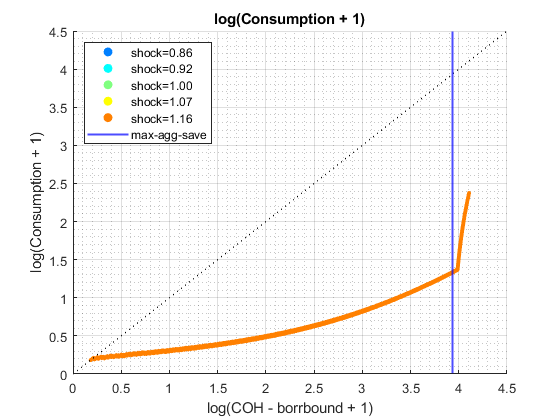 log(Consumption + 1)
4.5
4
3.5
3
2.5
2
1.5
1
0.5
0
log(Consumption + 1)
shock=0.86
shock=0.92
shock=1.00
shock=1.07
shock=1.16
max-agg-save
0 0.5 1 1.5 2 2.5 3 3.5 4 4.5
log(COH - borrbound + 1)